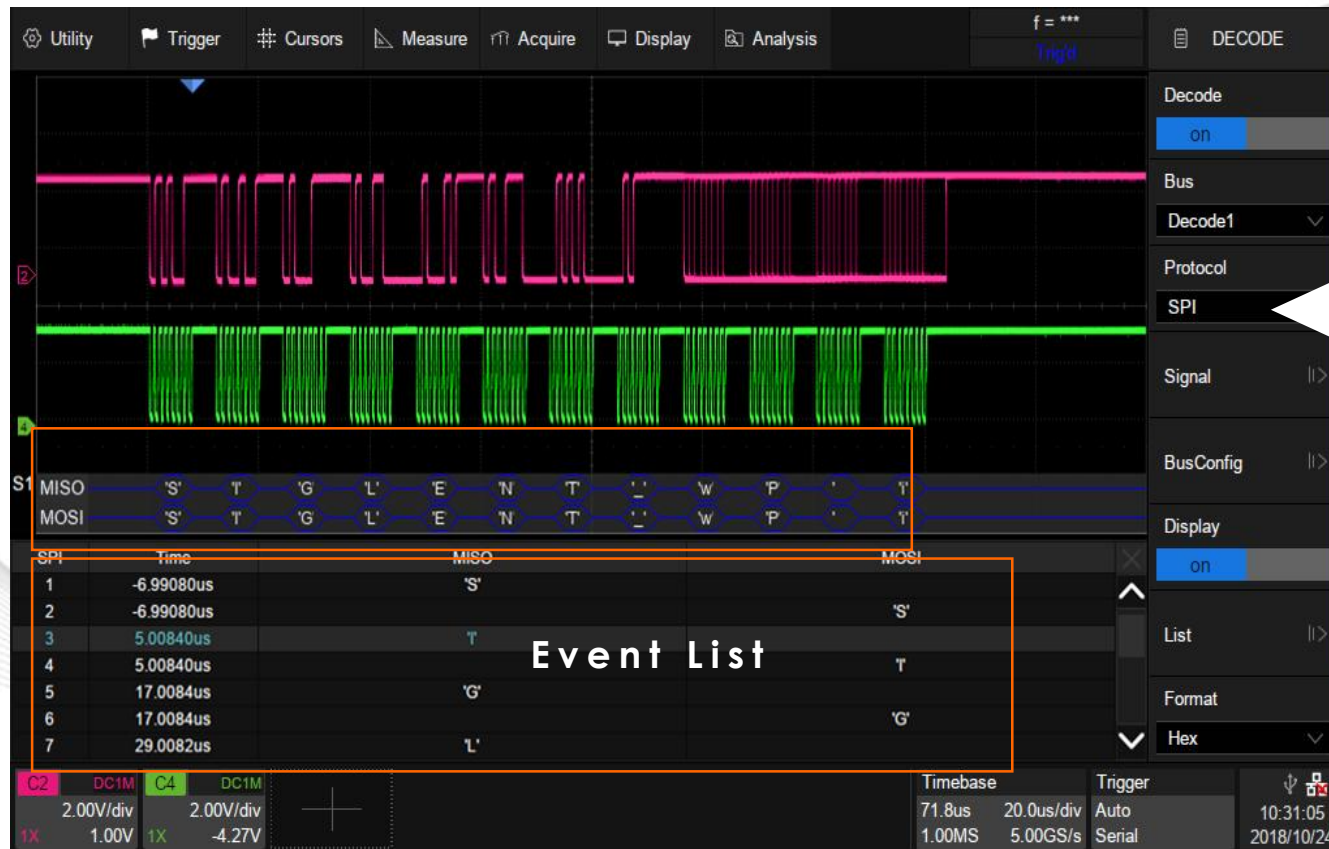 Utility Trigger Cursors Measure Acquire Display Analysis f = *** DECODE
Trig'd
Decode
on
Bus
Decode1
Protocol
2
SPI
Signal
4
BusConfig
S1 MISO 'S' 'I' 'G' 'L' 'E' 'N' 'T' '_' 'w' 'P' ' ' 'i'
MOSI 'S' 'I' 'G' 'L' 'E' 'N' 'T' '_' 'w' 'P' ' ' 'i'
Display
on
SPI Time MISO MOSI
1 -6.99080us 'S'
2 -6.99080us 'S'
3 5.00840us 'I'
List
Event List
4 5.00840us 'I'
5 17.0084us 'G'
6 17.0084us 'G'
7 29.0082us 'L'
Format
Hex
C2 DC1M C4 DC1M Timebase Trigger
2.00V/div 2.00V/div 71.8us 20.0us/div Auto 10:31:05
1X 1.00V 1X -4.27V 1.00MS 5.00GS/s Serial 2018/10/24